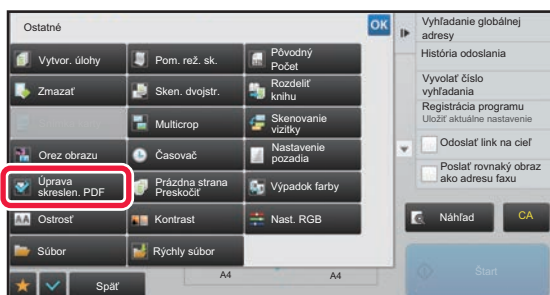 Ostatné
OK
Vytvor. úlohy
Pom. rež. sk.
Pôvodný
Počet
Zmazať
Sken. dvojstr.
Rozdeliť
knihu
Multicrop
Skenovanie
vizitky
Orez obrazu
Časovač
Nastavenie
pozadia
Úprava
skreslen. PDF
Prázdna strana
Preskočiť
Výpadok farby
AA
Ostrosť
Kontrast
Nast. RGB
Súbor
Rýchly súbor
Späť
A4
A4
Vyhľadanie globálnej
adresy
História odoslania
Vyvolať číslo
vyhľadania
Registrácia programu
Uložiť aktuálne nastavenie
Odoslať link na cieľ
Poslať rovnaký obraz
ako adresu faxu
Náhľad
CA
Štart